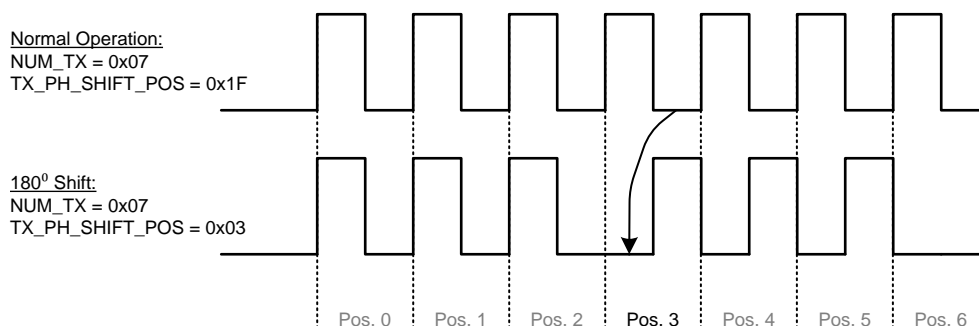 Normal Operation:
NUM_TX = 0x07
TX_PH_SHIFT_POS = 0x1F
180⁰ Shift:
NUM_TX = 0x07
TX_PH_SHIFT_POS = 0x03
Pos. 0 Pos. 1 Pos. 2 Pos. 3 Pos. 4 Pos. 5 Pos. 6